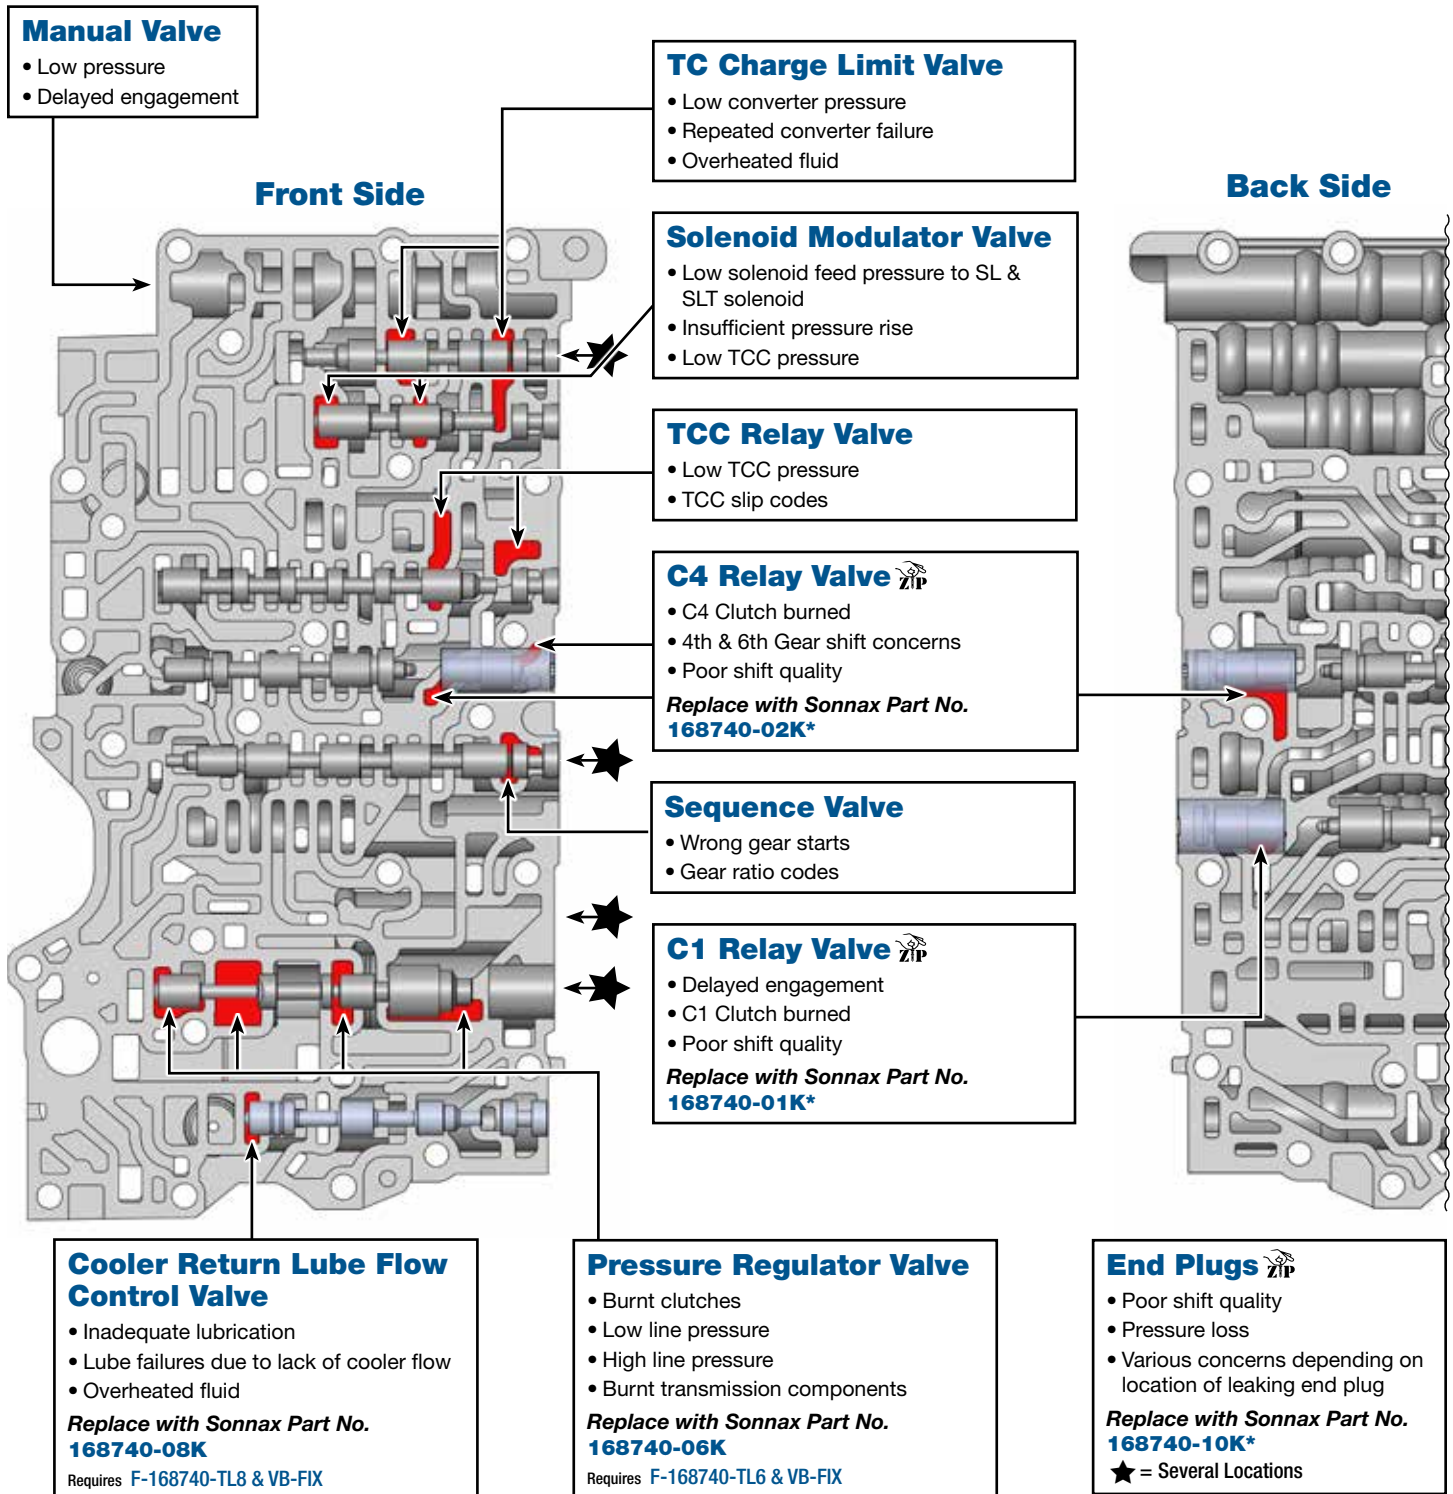 Manual Valve
• Low pressure
• Delayed engagement
TC Charge Limit Valve
• Low converter pressure
• Repeated converter failure
• Overheated fluid
Front Side
Back Side
Solenoid Modulator Valve
• Low solenoid feed pressure to SL &
SLT solenoid
• Insufficient pressure rise
• Low TCC pressure
TCC Relay Valve
• Low TCC pressure
• TCC slip codes
C4 Relay Valve ZIP
• C4 Clutch burned
• 4th & 6th Gear shift concerns
• Poor shift quality
Replace with Sonnax Part No.
168740-02K*
Sequence Valve
• Wrong gear starts
• Gear ratio codes
C1 Relay Valve ZIP
• Delayed engagement
• C1 Clutch burned
• Poor shift quality
Replace with Sonnax Part No.
168740-01K*
Cooler Return Lube Flow
Control Valve
• Inadequate lubrication
• Lube failures due to lack of cooler flow
• Overheated fluid
Replace with Sonnax Part No.
168740-08K
Requires F-168740-TL8 & VB-FIX
Pressure Regulator Valve
• Burnt clutches
• Low line pressure
• High line pressure
• Burnt transmission components
Replace with Sonnax Part No.
168740-06K
Requires F-168740-TL6 & VB-FIX
End Plugs ZIP
• Poor shift quality
• Pressure loss
• Various concerns depending on
location of leaking end plug
Replace with Sonnax Part No.
168740-10K*
★ = Several Locations